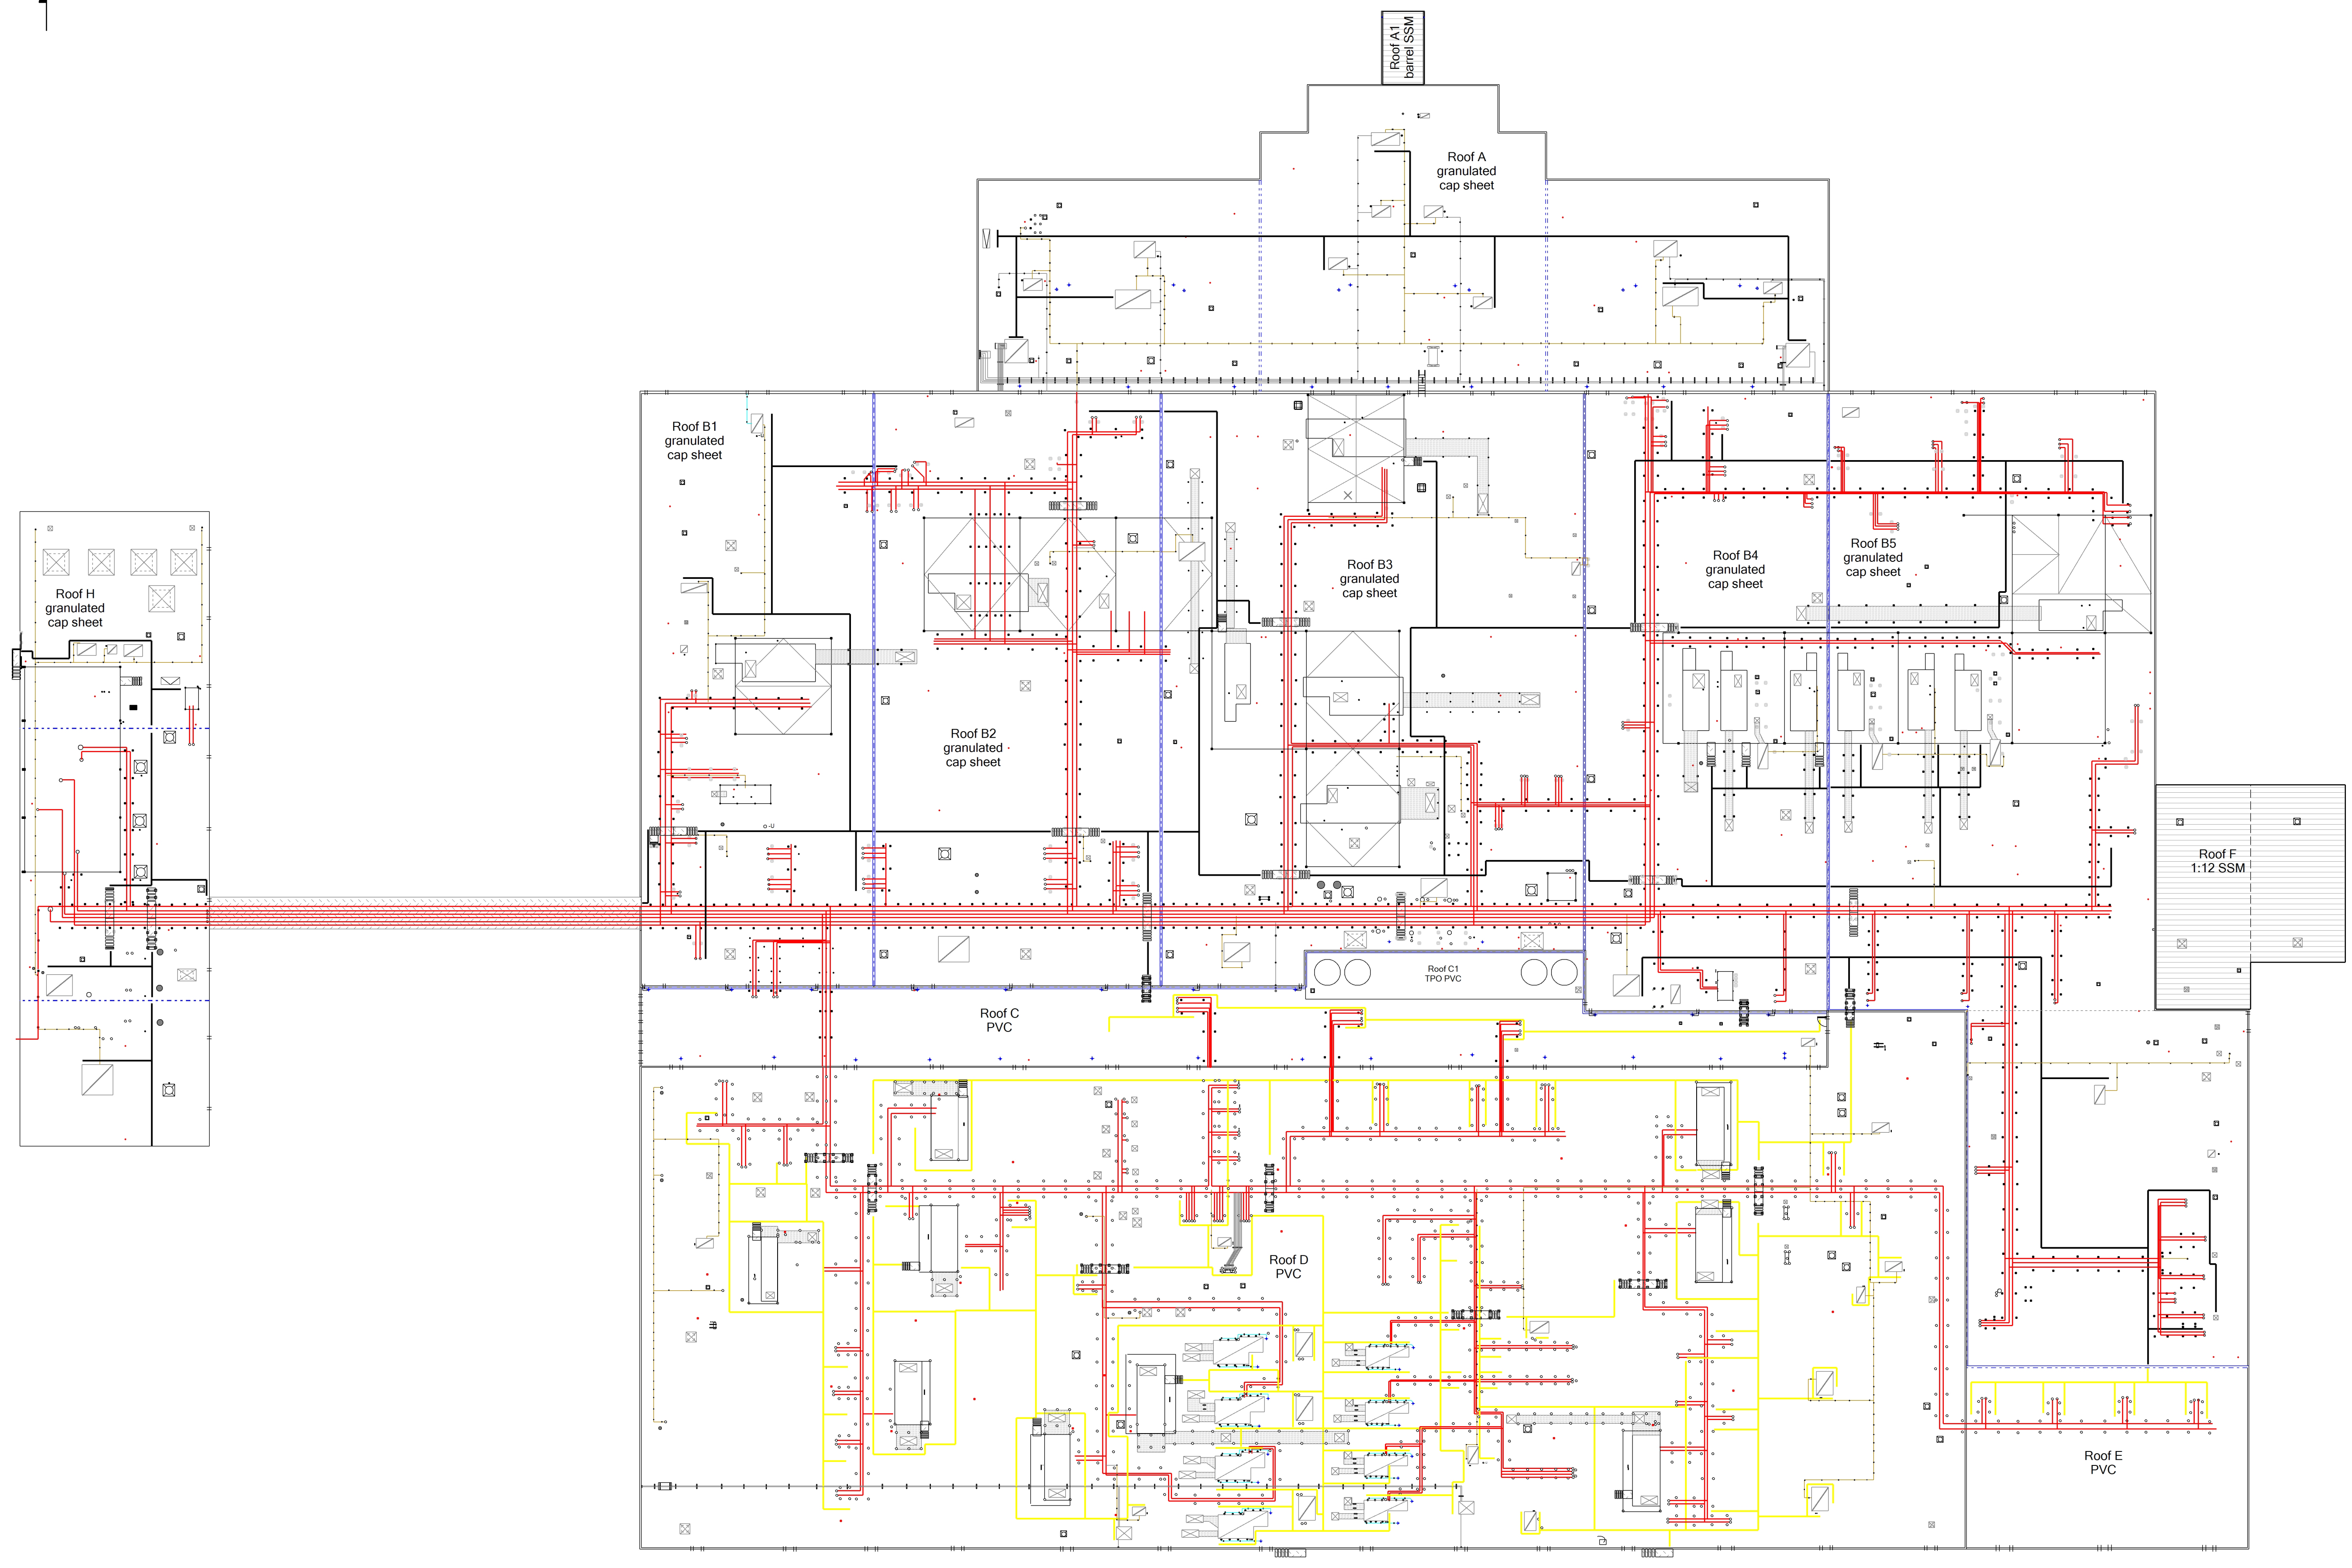 Roof A1
barrel SSM
Roof A
granulated
cap sheet
Roof B1
granulated
cap sheet
Roof B3
granulated
cap sheet
Roof B4
granulated
cap sheet
Roof B5
granulated
cap sheet
Roof H
granulated
cap sheet
Roof B2
granulated
cap sheet
-U
Roof F
1:12 SSM
Roof C1
TPO PVC
Roof C
PVC
Roof D
PVC
Roof E
PVC